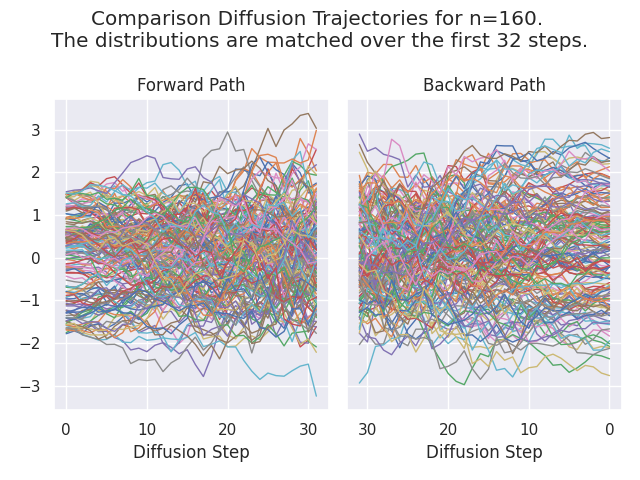 Comparison Diffusion Trajectories for n=160.
The distributions are matched over the first 32 steps.
Forward Path
Backward Path
3
2
1
0
−1
−2
−3
0 10 20 30
30 20 10 0
Diffusion Step
Diffusion Step